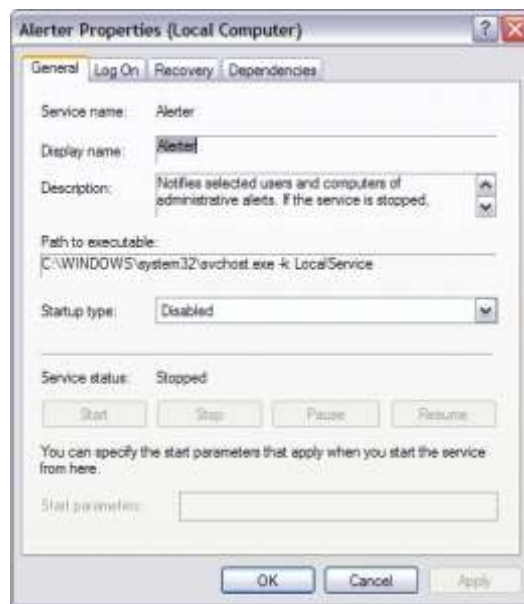 Alerter Properties (Local Computer)
General Log On Recovery Dependencies
Service name: Alerter
Display name: Alerter
Description: Notifies selected users and computers of
administrative alerts. If the service is stopped,
Path to executable:
C:\WINDOWS\system32\svchost.exe -k LocalService
Startup type: Disabled
Service status: Stopped
Start Stop Pause Resume
You can specify the start parameters that apply when you start the service
from here.
Start parameters:
OK Cancel Apply